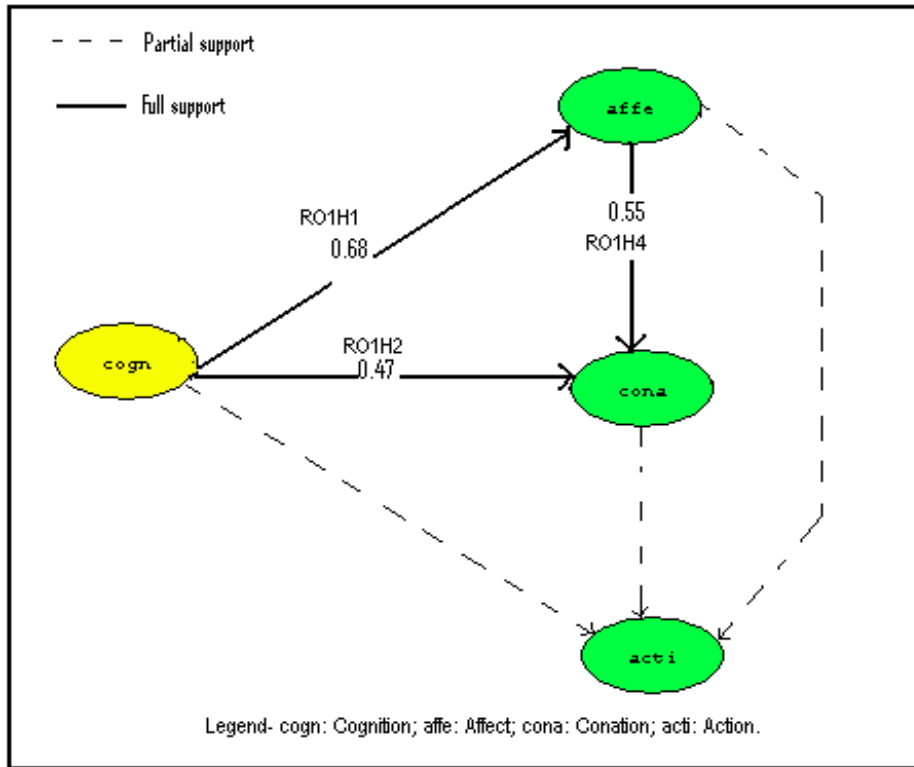 Partial support
Full support
affe
RO1H1
0.68
0.55
RO1H4
cogn
RO1H2
0.47
cona
acti
Legend- cogn: Cognition; affe: Affect; cona: Conation; acti: Action.